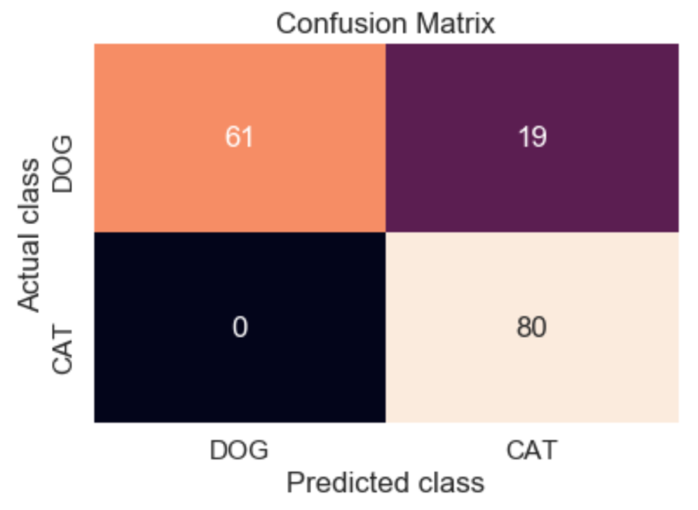 Confusion Matrix
Actual class
DOG
61 19
CAT
0 80
DOG CAT
Predicted class